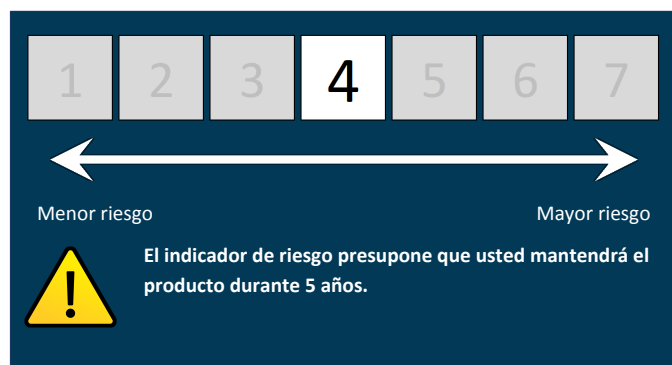 1 2 3 4 5 6 7
Menor riesgo Mayor riesgo
El indicador de riesgo presupone que usted mantendrá el
producto durante 5 años.